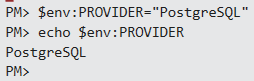 PM> $env:PROVIDER="PostgreSQL"
PM> echo $env:PROVIDER
PostgreSQL
PM>